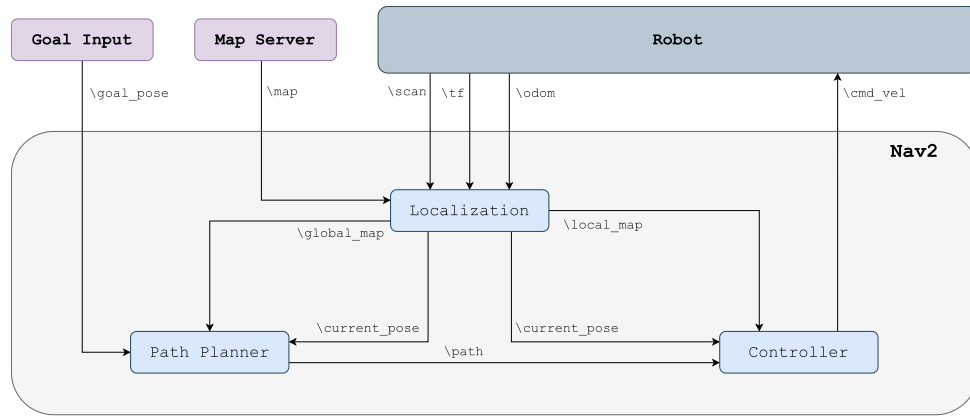 Goal Input
Map Server
Robot
\goal_pose
\map
\scan
\tf
\odom
\cmd_vel
Nav2
Localization
\global_map
\local_map
\current_pose
\current_pose
Path Planner
\path
Controller